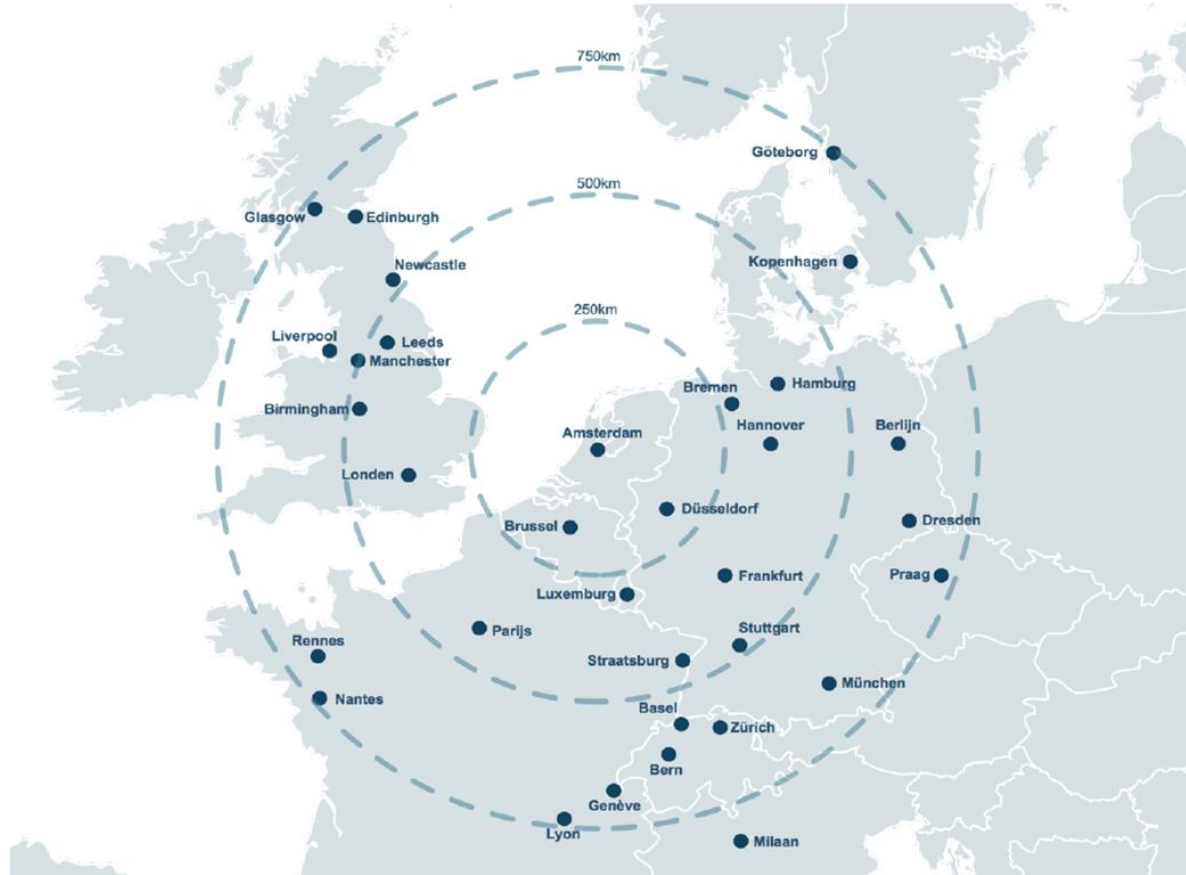 750km
Göteborg
500km
Glasgow
Edinburgh
Kopenhagen
Newcastle
250km
Liverpool
Leeds
Manchester
Bremen
Hamburg
Birmingham
Hannover
Berlijn
Amsterdam
Londen
Düsseldorf
Dresden
Brussel
Frankfurt
Praag
Luxemburg
Parijs
Stuttgart
Rennes
Straatsburg
München
Nantes
Basel
Zürich
Bern
Genève
Lyon
Milaan